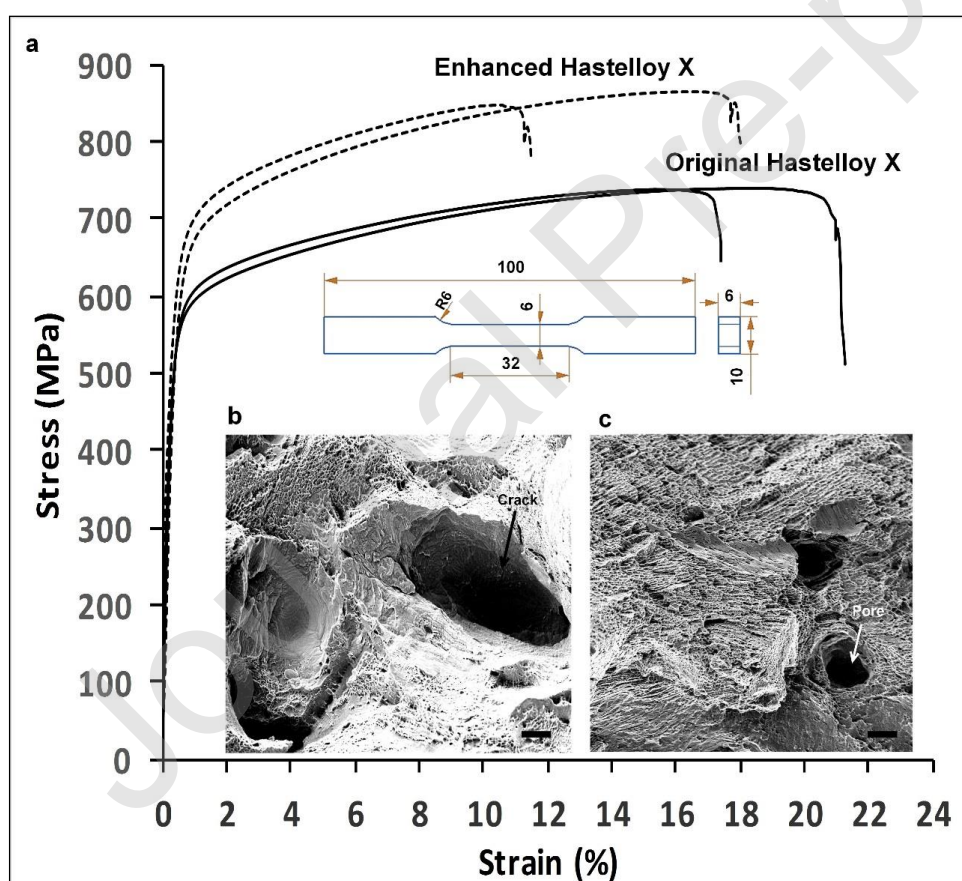 a
900
800
700
600
500
400
300
200
100
0
Stress (MPa)
Enhanced Hastelloy X
Original Hastelloy X
100
R6
6
6
32
10
b
Crack
c
Pore
0 2 4 6 8 10 12 14 16 18 20 22 24
Strain (%)
Journal Pre-p